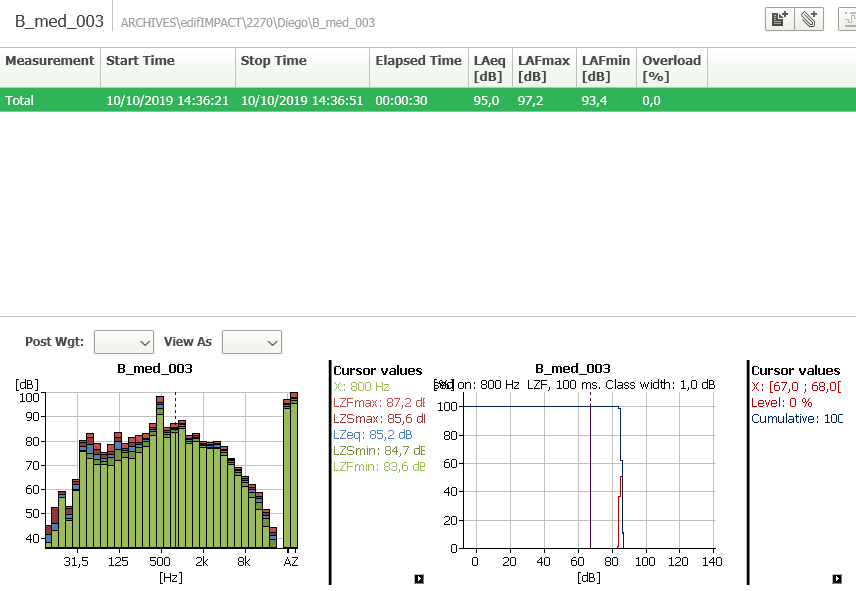 B_med_003 ARCHIVES\edifIMPACT\2270\Diego\B_med_003
Measurement Start Time Stop Time Elapsed Time LAeq [dB] LAFmax [dB] LAFmin [dB] Overload [%]
Total 10/10/2019 14:36:21 10/10/2019 14:36:51 00:00:30 95,0 97,2 93,4 0,0
Post Wgt: View As
B_med_003
[dB]
100
90
80
70
60
50
40
31,5 125 500 2k 8k AZ
[Hz]
Cursor values
X: 800 Hz
LZFmax: 87,2 dB
LZSmax: 85,6 dB
LZeq: 85,2 dB
LZSmin: 84,7 dB
LZFmin: 83,6 dB
B_med_003
[%] sed on: 800 Hz LZF, 100 ms. Class width: 1,0 dB
100
80
60
40
20
0
0 20 40 60 80 100 120 140
[dB]
Cursor values
X: [67,0 ; 68,0[
Level: 0 %
Cumulative: 100